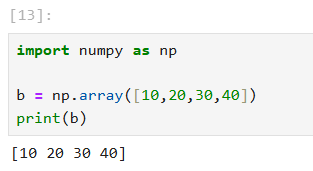 [13]:
import numpy as np
b = np.array([10,20,30,40])
print(b)
[10 20 30 40]